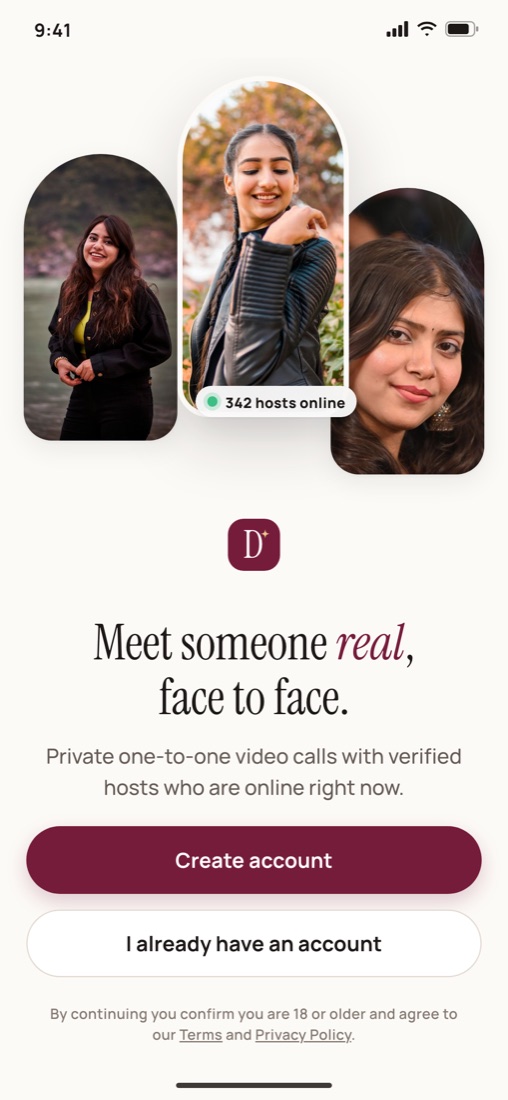 9:41
342 hosts online
D
Meet someone real,
face to face.
Private one-to-one video calls with verified
hosts who are online right now.
Create account
I already have an account
By continuing you confirm you are 18 or older and agree to
our Terms and Privacy Policy.